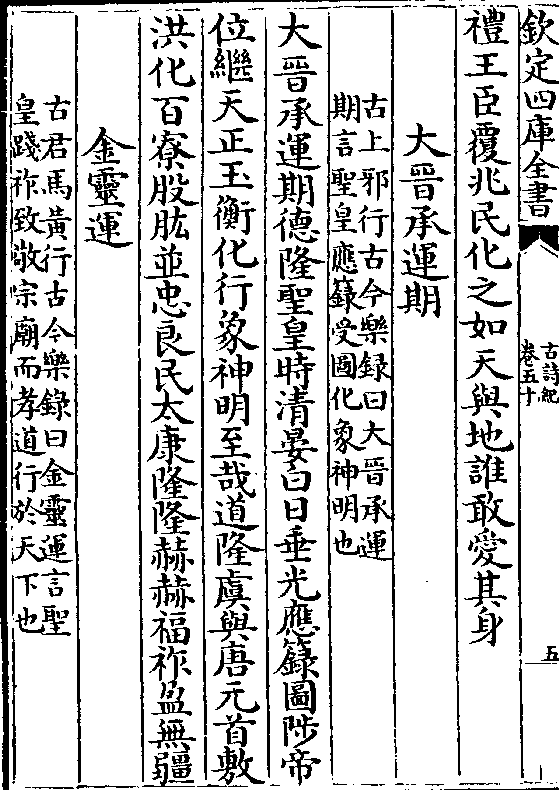 欽定四庫全書
古詩紀
卷五十
五
禮王臣覆兆民化之如天與地誰敢愛其身
大晉承運期
古上邪行古今樂録曰大晉承運
期言聖皇應籙受圖化象神明也
大晉承運期德隆聖皇時清晏白日垂光應籙圖陟帝
位繼天正玉衡化行象神明至哉道隆虞與唐元首敷
洪化百寮股肱並忠良民太康隆隆赫赫福祚盈無疆
金靈運
古君馬黄行古今樂錄曰金靈運言聖
皇踐祚致敬宗廟而孝道行於天下也